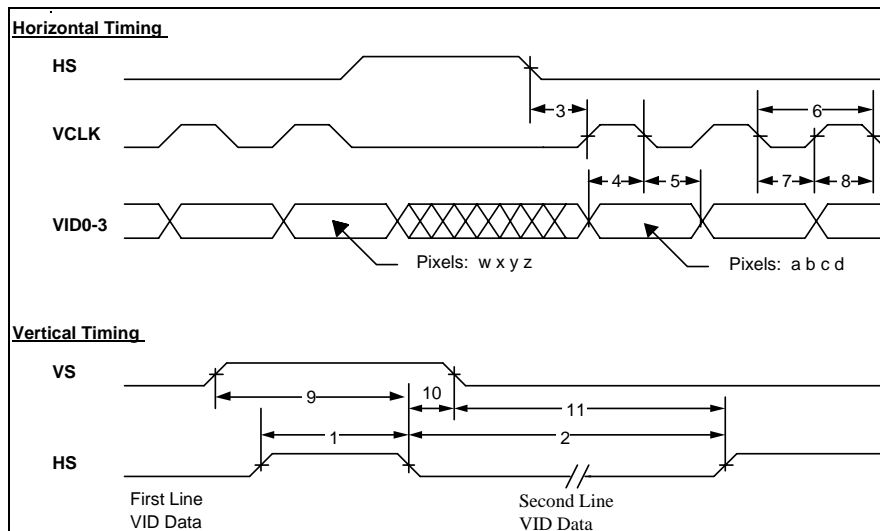 Horizontal Timing
HS
3
6
VCLK
4
5
7
8
VID0-3
Pixels: w x y z
Pixels: a b c d
Vertical Timing
VS
9
10
11
1
2
HS
First Line
VID Data
Second Line
VID Data